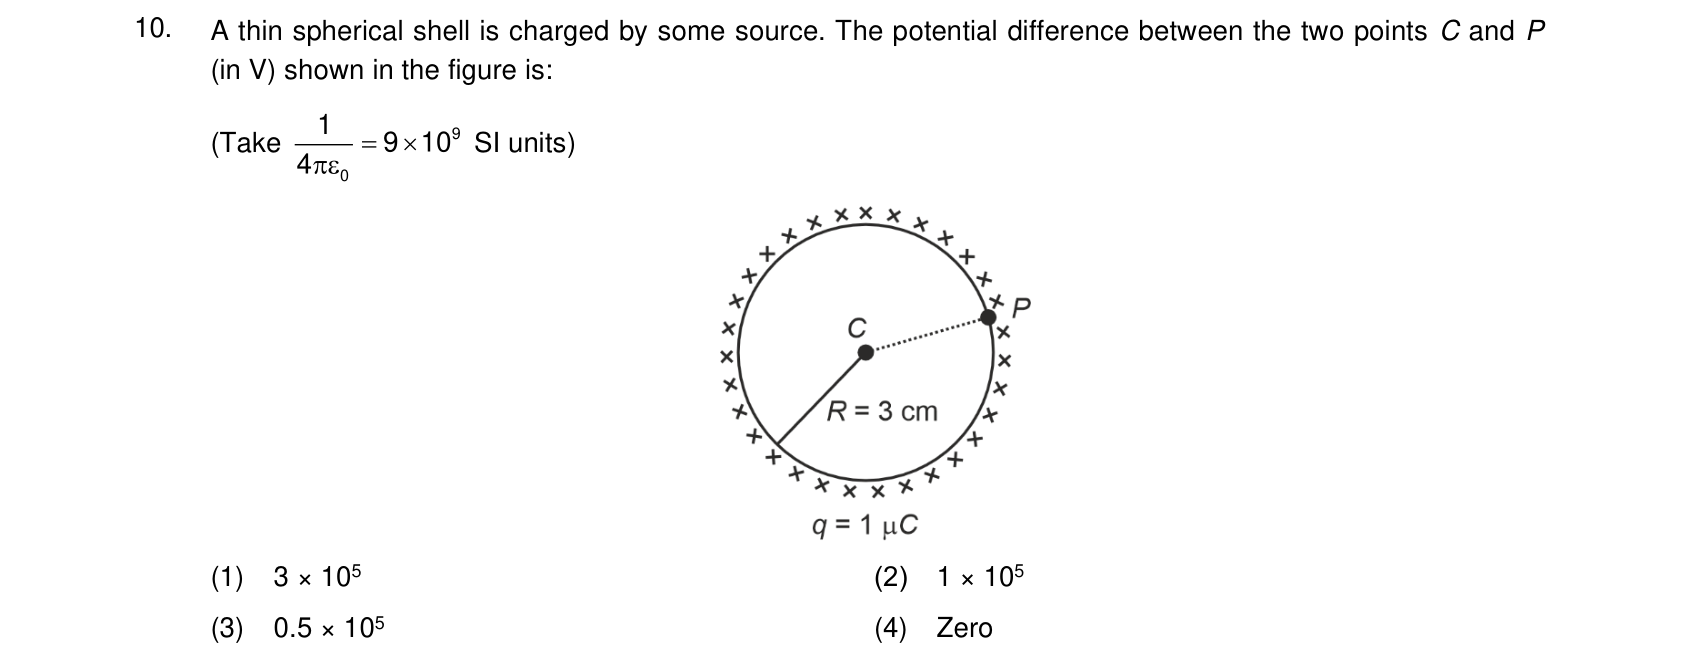 10. A thin spherical shell is charged by some source. The potential difference between the two points C and P
(in V) shown in the figure is:
(Take 1/(4πε₀) = 9×10⁹ SI units)
P
C
R = 3 cm
q = 1 μC
(1) 3 × 10⁵ (2) 1 × 10⁵
(3) 0.5 × 10⁵ (4) Zero